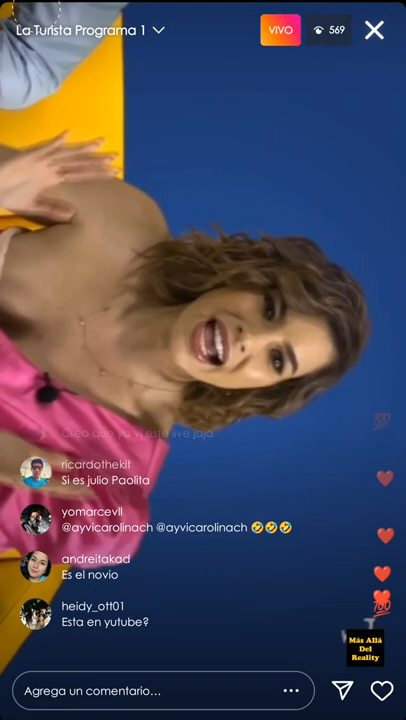 La Turista Programa 1
VIVO
569
Creo que ya vi este live jaja
ricardothekit
Si es julio Paolita
yomarcevll
@ayvicarolinach @ayvicarolinach 🤣🤣🤣
andreitakad
Es el novio
heidy_ott01
Esta en yutube?
💯
💯
Más Allá
Del
Reality
Agrega un comentario...